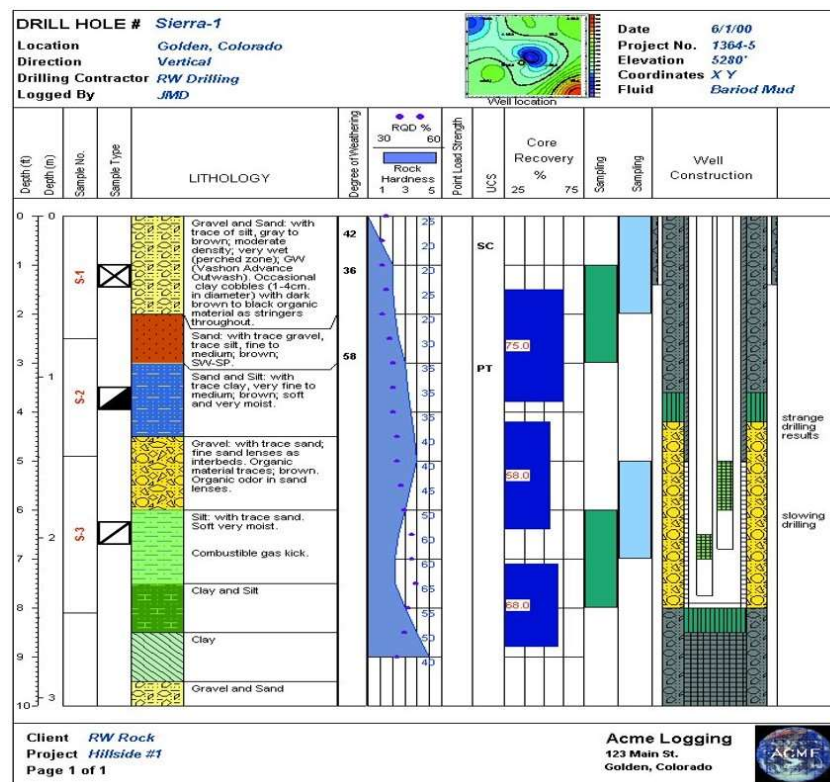 DRILL HOLE # Sierra-1
Location Golden, Colorado
Direction Vertical
Drilling Contractor RW Drilling
Logged By JMD
Well location
Date 6/1/00
Project No. 1364-5
Elevation 5280'
Coordinates X Y
Fluid Bariod Mud
Depth (ft)
Depth (m)
Sample No.
Sample Type
LITHOLOGY
Degree of Weathering
RQD %
30 60
Rock
Hardness
1 3 5
Point Load Strength
UCS
Core
Recovery
%
25 75
Sampling
Sampling
Well
Construction
0
1
2
3
4
5
6
7
8
9
10
0
1
2
3
S-1
S-2
S-3
Gravel and Sand: with
trace of silt, gray to
brown; moderate
density; very wet
(perched zone); GW
(Vashon Advance
Outwash). Occasional
clay cobbles (1-4cm.
in diameter) with dark
brown to black organic
material as stringers
throughout.
Sand: with trace gravel,
trace silt, fine to
medium; brown;
SW-SP.
Sand and Silt: with
trace clay, very fine to
medium; brown; soft
and very moist.
Gravel: with trace sand;
fine sand lenses as
interbeds. Organic
material traces; brown.
Organic odor in sand
lenses.
Silt: with trace sand.
Soft very moist.
Combustible gas kick.
Clay and Silt
Clay
Gravel and Sand
42
36
58
25
20
20
25
20
30
35
35
35
40
40
45
50
60
60
65
55
50
40
SC
PT
75.0
58.0
68.0
strange
drilling
results
slowing
drilling
Client RW Rock
Project Hillside #1
Page 1 of 1
Acme Logging
123 Main St.
Golden, Colorado
ACME